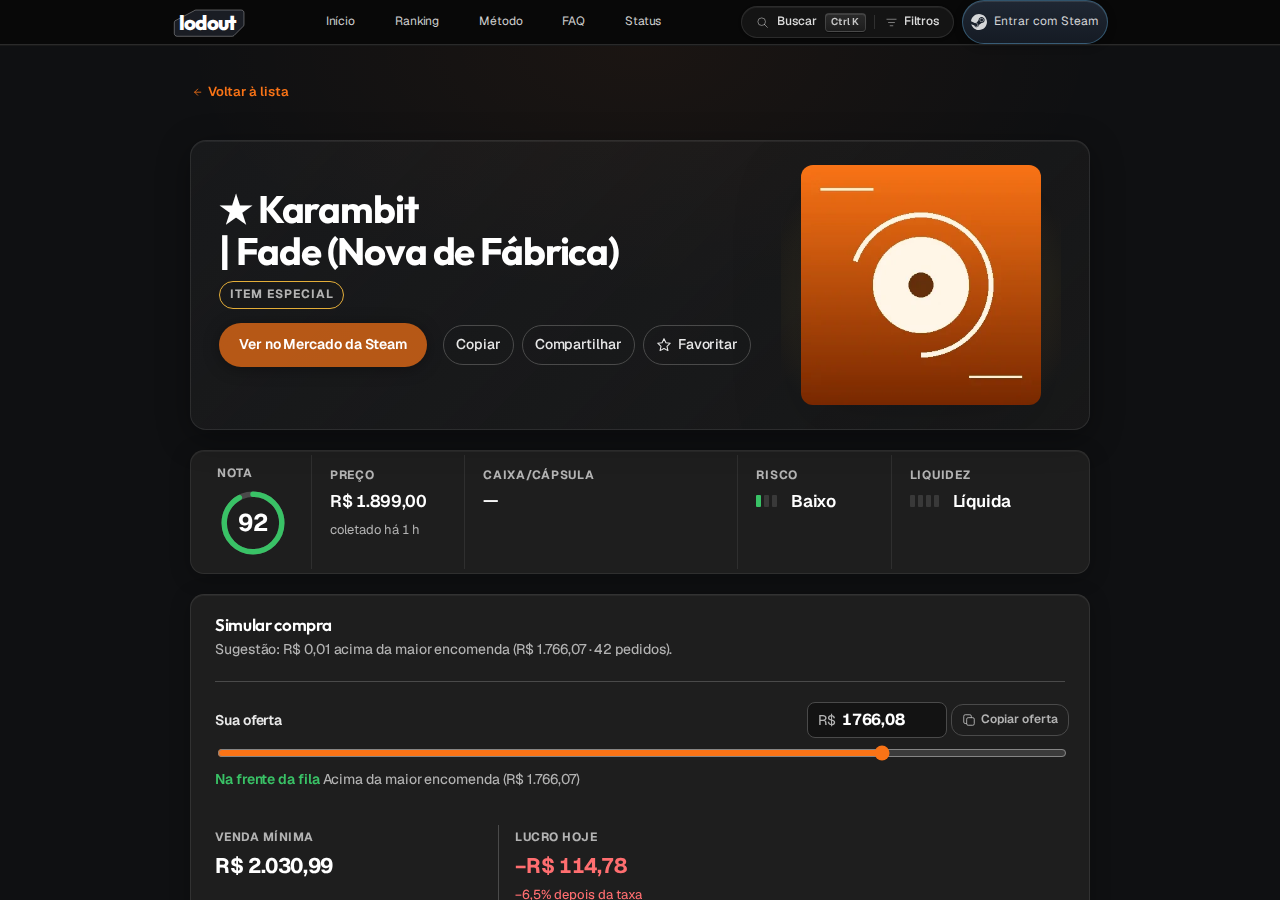 lodout
Início
Ranking
Método
FAQ
Status
Buscar
Ctrl K
Filtros
Entrar com Steam
← Voltar à lista
★ Karambit
| Fade (Nova de Fábrica)
ITEM ESPECIAL
Ver no Mercado da Steam
Copiar
Compartilhar
Favoritar
NOTA
92
PREÇO
R$ 1.899,00
coletado há 1 h
CAIXA/CÁPSULA
—
RISCO
Baixo
LIQUIDEZ
Líquida
Simular compra
Sugestão: R$ 0,01 acima da maior encomenda (R$ 1.766,07 · 42 pedidos).
Sua oferta
R$ 1766,08
Copiar oferta
Na frente da fila Acima da maior encomenda (R$ 1.766,07)
VENDA MÍNIMA
R$ 2.030,99
LUCRO HOJE
−R$ 114,78
−6,5% depois da taxa